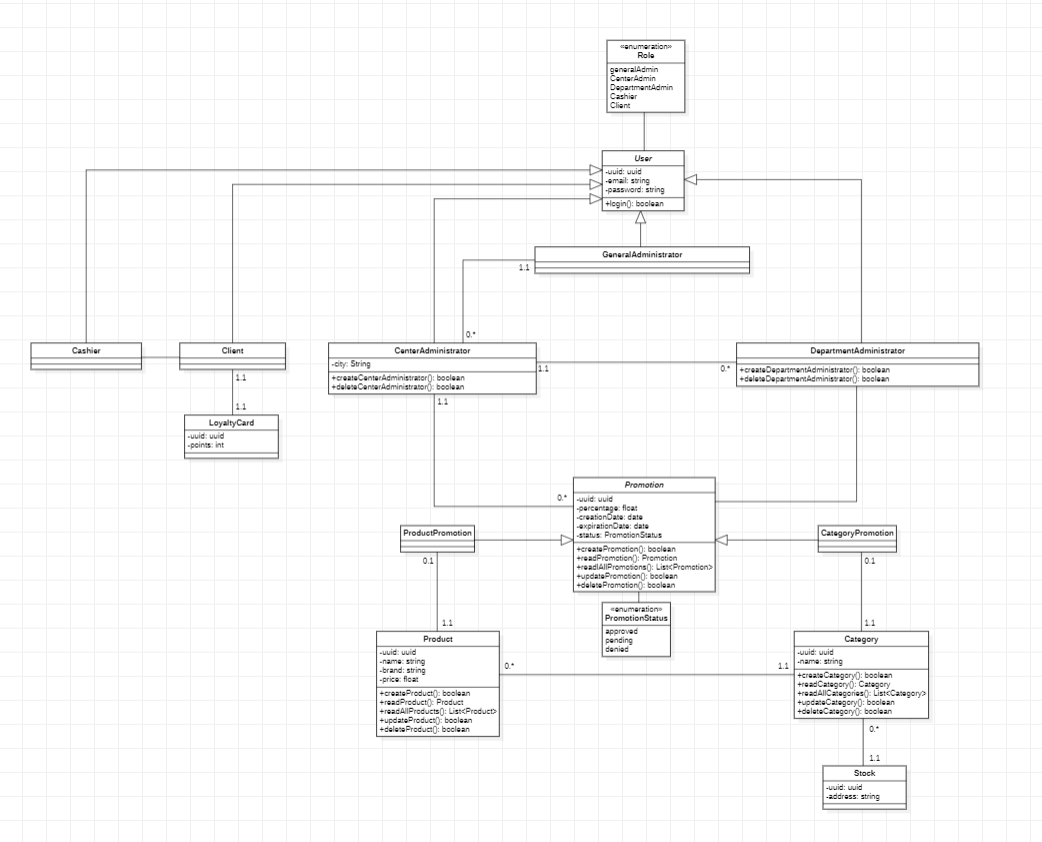 «enumeration»
Role
generalAdmin
CenterAdmin
DepartmentAdmin
Cashier
Client
User
-uuid: uuid
-email: string
-password: string
+login(): boolean
GeneralAdministrator
1.1
0.*
Cashier
Client
1.1
1.1
LoyaltyCard
-uuid: uuid
-points: int
CenterAdministrator
-city: String
+createCenterAdministrator(): boolean
+deleteCenterAdministrator(): boolean
1.1
0.*
DepartmentAdministrator
+createDepartmentAdministrator(): boolean
+deleteDepartmentAdministrator(): boolean
1.1
0.*
Promotion
-uuid: uuid
-percentage: float
-creationDate: date
-expirationDate: date
-status: PromotionStatus
+createPromotion(): boolean
+readPromotion(): Promotion
+readlAllPromotions(): List<Promotion>
+updatePromotion(): boolean
+deletePromotion(): boolean
ProductPromotion
CategoryPromotion
0.1
1.1
0.1
1.1
«enumeration»
PromotionStatus
approved
pending
denied
Product
-uuid: uuid
-name: string
-brand: string
-price: float
+createProduct(): boolean
+readProduct(): Product
+readAllProducts(): List<Product>
+updateProduct(): boolean
+deleteProduct(): boolean
0.*
1.1
Category
-uuid: uuid
-name: string
+createCategory(): boolean
+readCategory(): Category
+readAllCategories(): List<Category>
+updateCategory(): boolean
+deleteCategory(): boolean
0.*
1.1
Stock
-uuid: uuid
-address: string